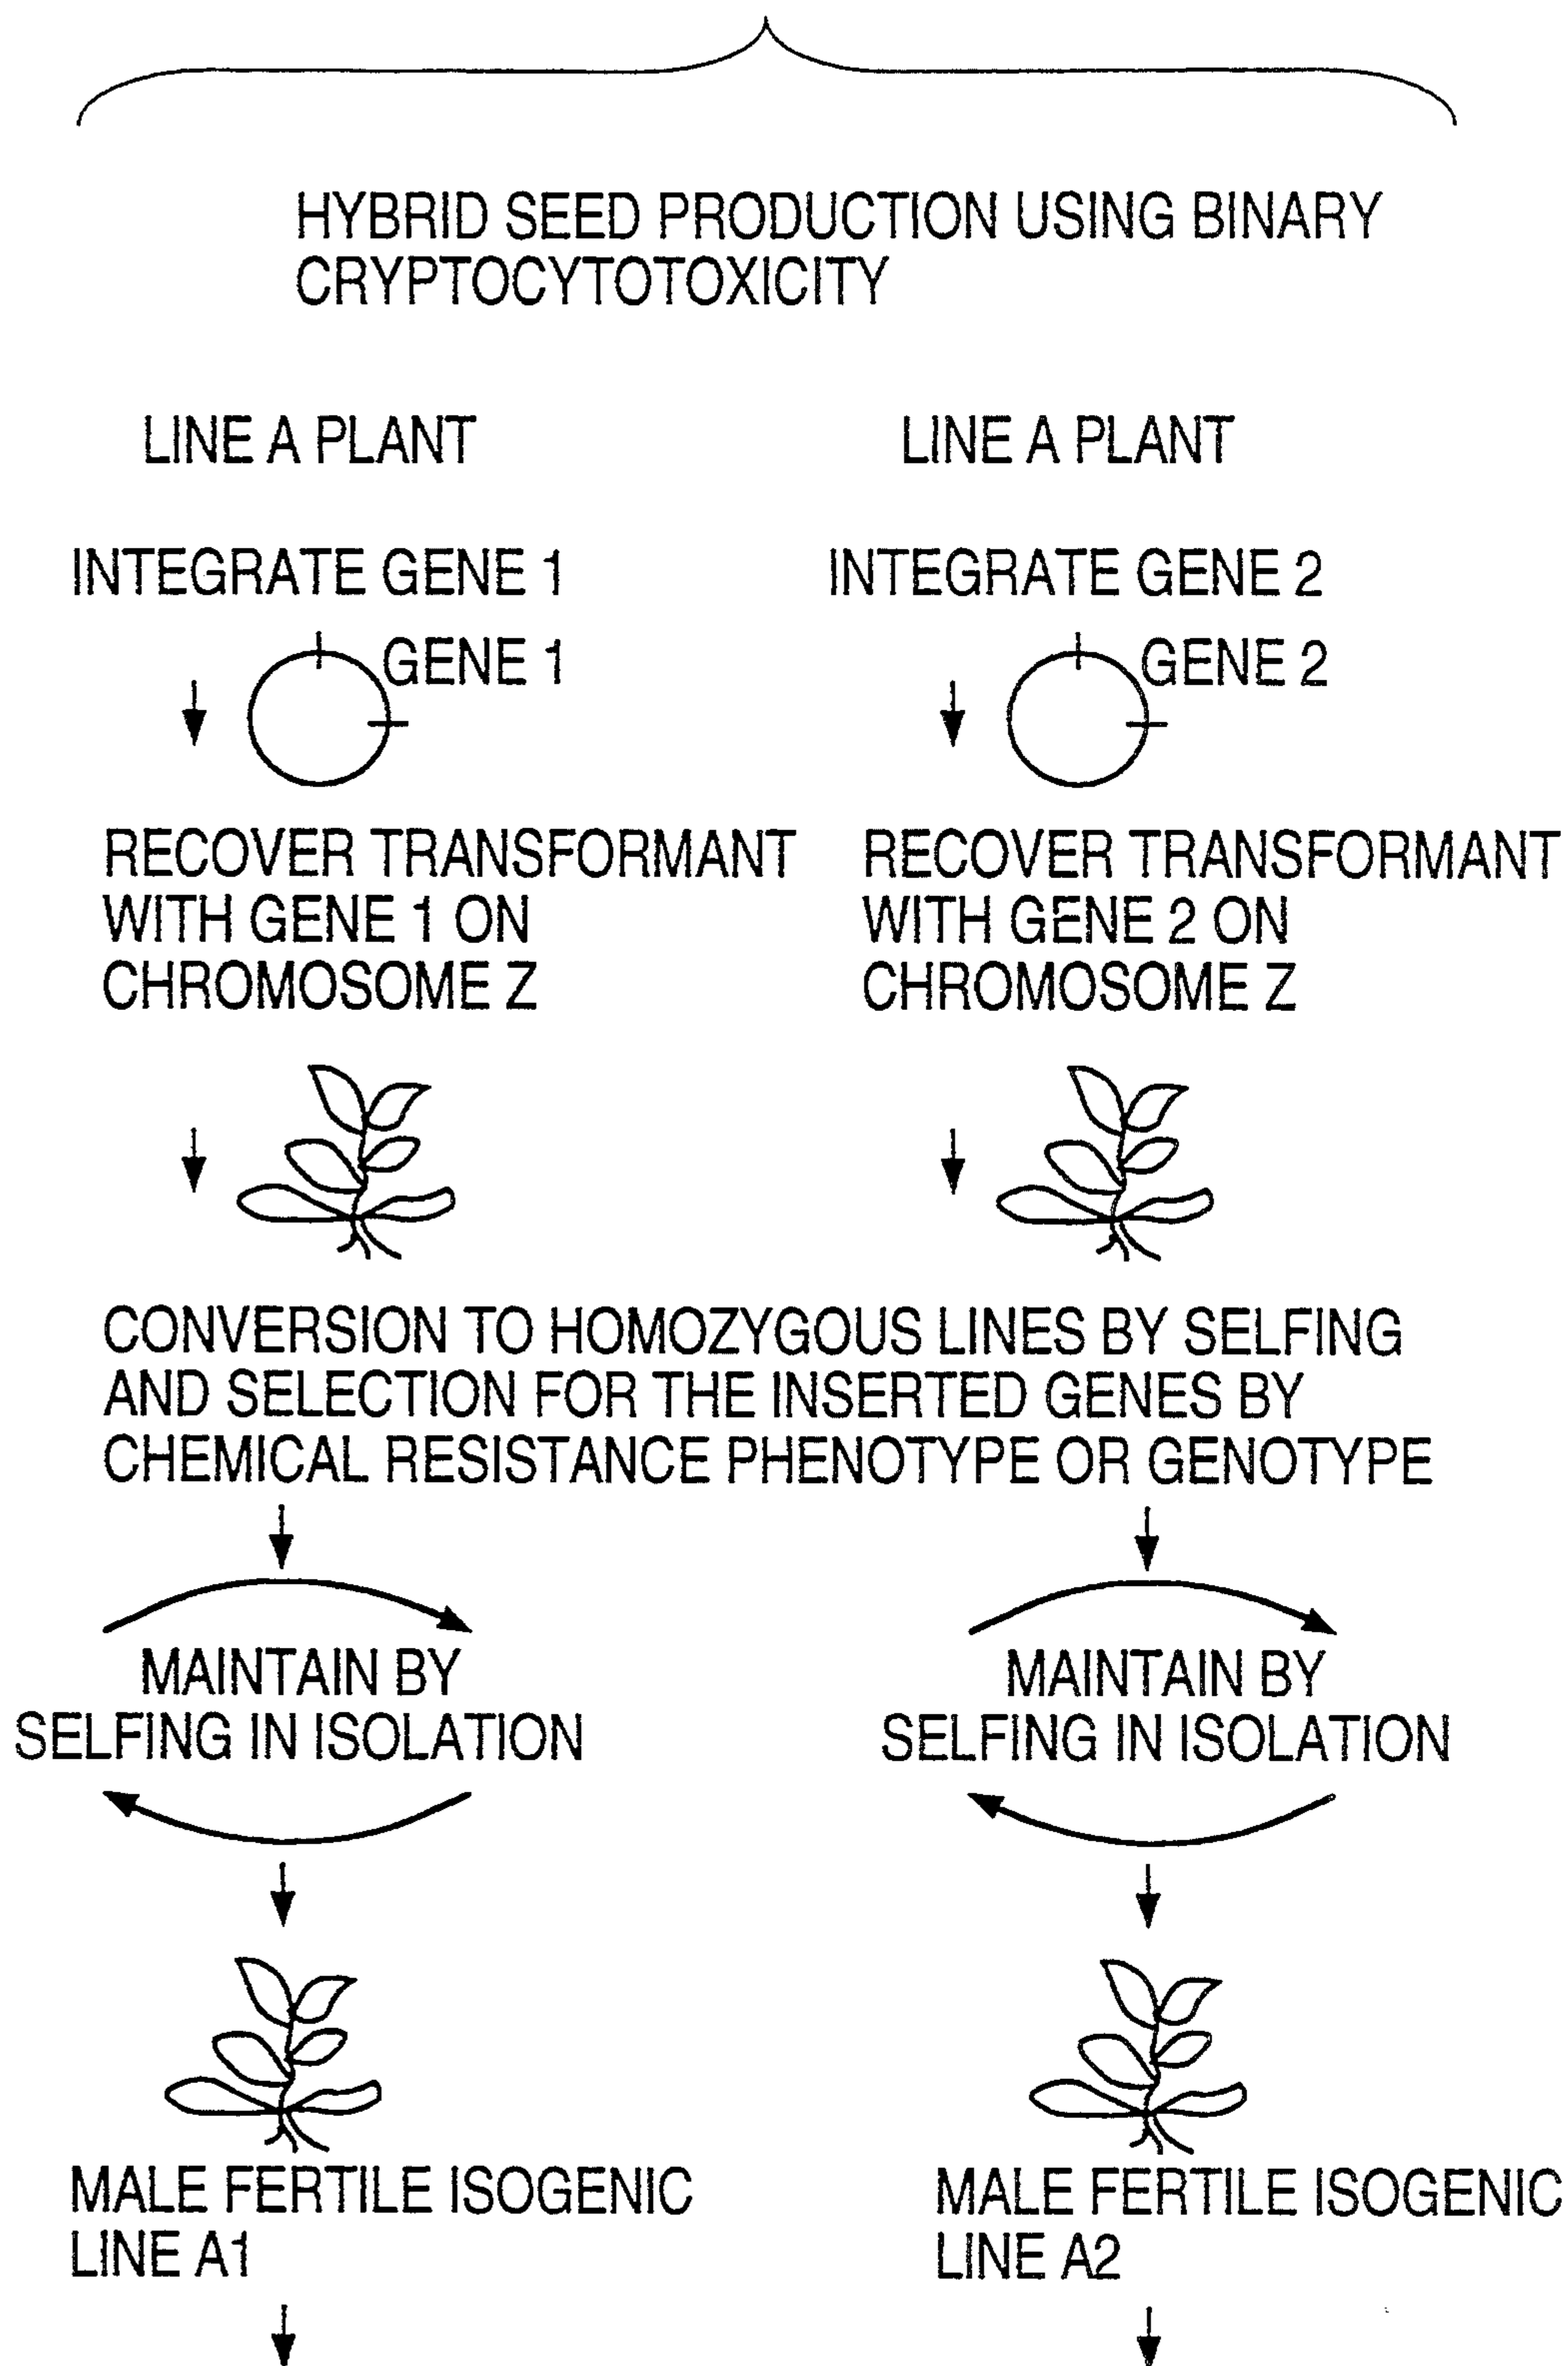 HYBRID SEED PRODUCTION USING BINARY
CRYPTOCYTOTOXICITY
LINE A PLANT
LINE A PLANT
INTEGRATE GENE 1
INTEGRATE GENE 2
GENE 1
GENE 2
RECOVER TRANSFORMANT
WITH GENE 1 ON
CHROMOSOME Z
RECOVER TRANSFORMANT
WITH GENE 2 ON
CHROMOSOME Z
CONVERSION TO HOMOZYGOUS LINES BY SELFING
AND SELECTION FOR THE INSERTED GENES BY
CHEMICAL RESISTANCE PHENOTYPE OR GENOTYPE
MAINTAIN BY
SELFING IN ISOLATION
MAINTAIN BY
SELFING IN ISOLATION
MALE FERTILE ISOGENIC
LINE A1
MALE FERTILE ISOGENIC
LINE A2